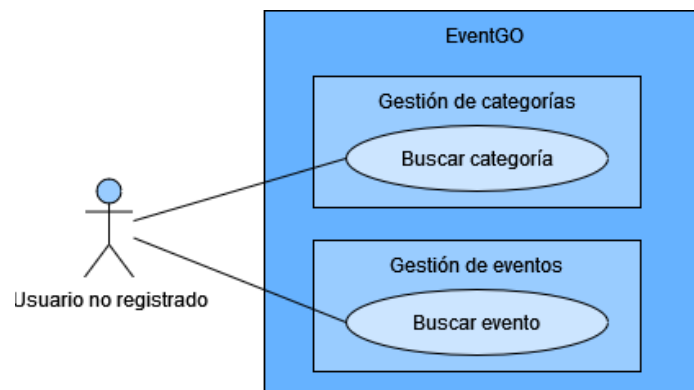 EventGO
Gestión de categorías
Buscar categoría
Usuario no registrado
Gestión de eventos
Buscar evento